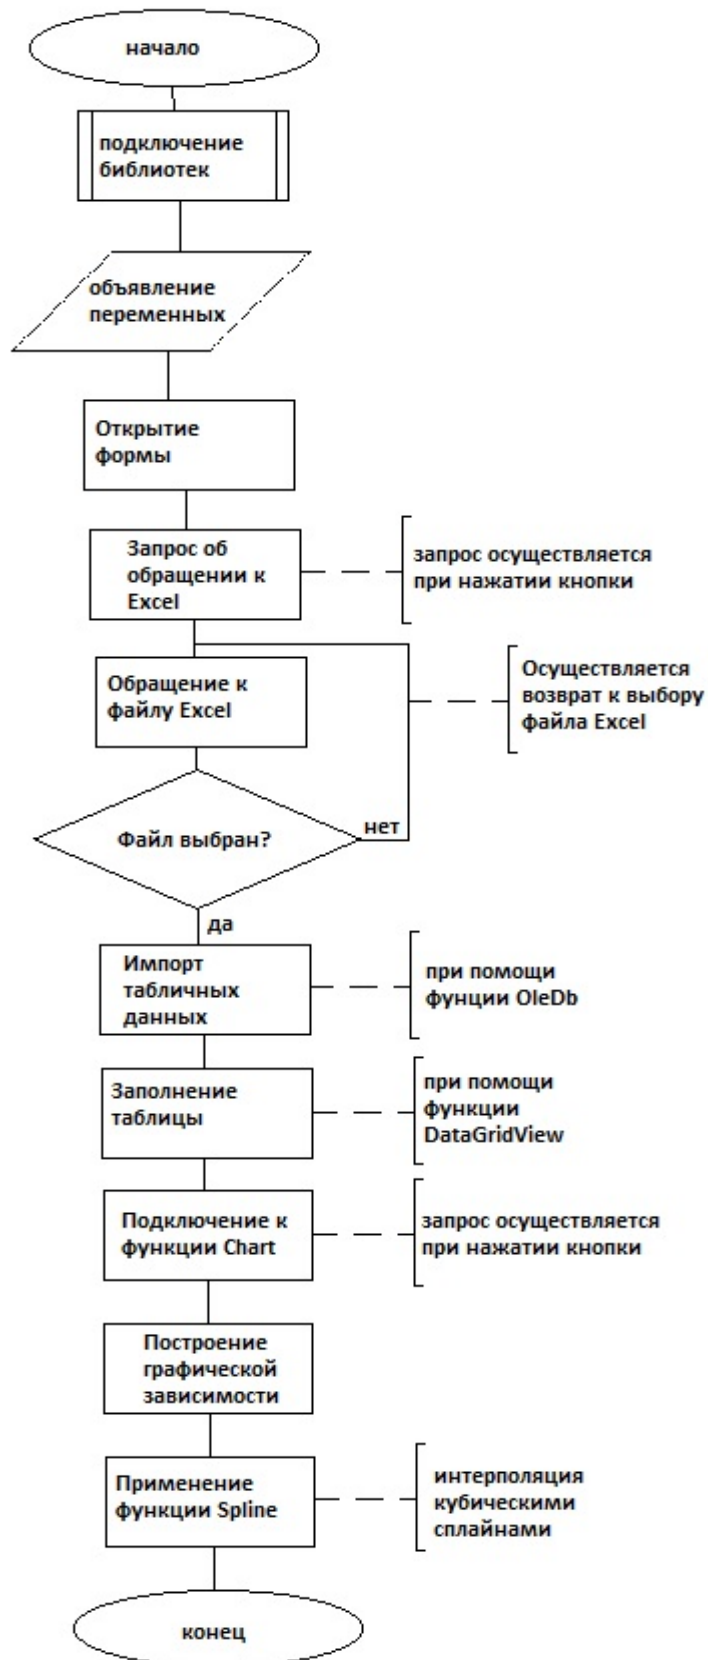 начало
подключение
библиотек
объявление
переменных
Открытие
формы
Запрос об
обращении к
Excel
запрос осуществляется
при нажатии кнопки
Обращение к
файлу Excel
Осуществляется
возврат к выбору
файла Excel
Файл выбран?
нет
да
Импорт
табличных
данных
при помощи
фунции OleDb
Заполнение
таблицы
при помощи
функции
DataGridView
Подключение к
функции Chart
запрос осуществляется
при нажатии кнопки
Построение
графической
зависимости
Применение
функции Spline
интерполяция
кубическими
сплайнами
конец